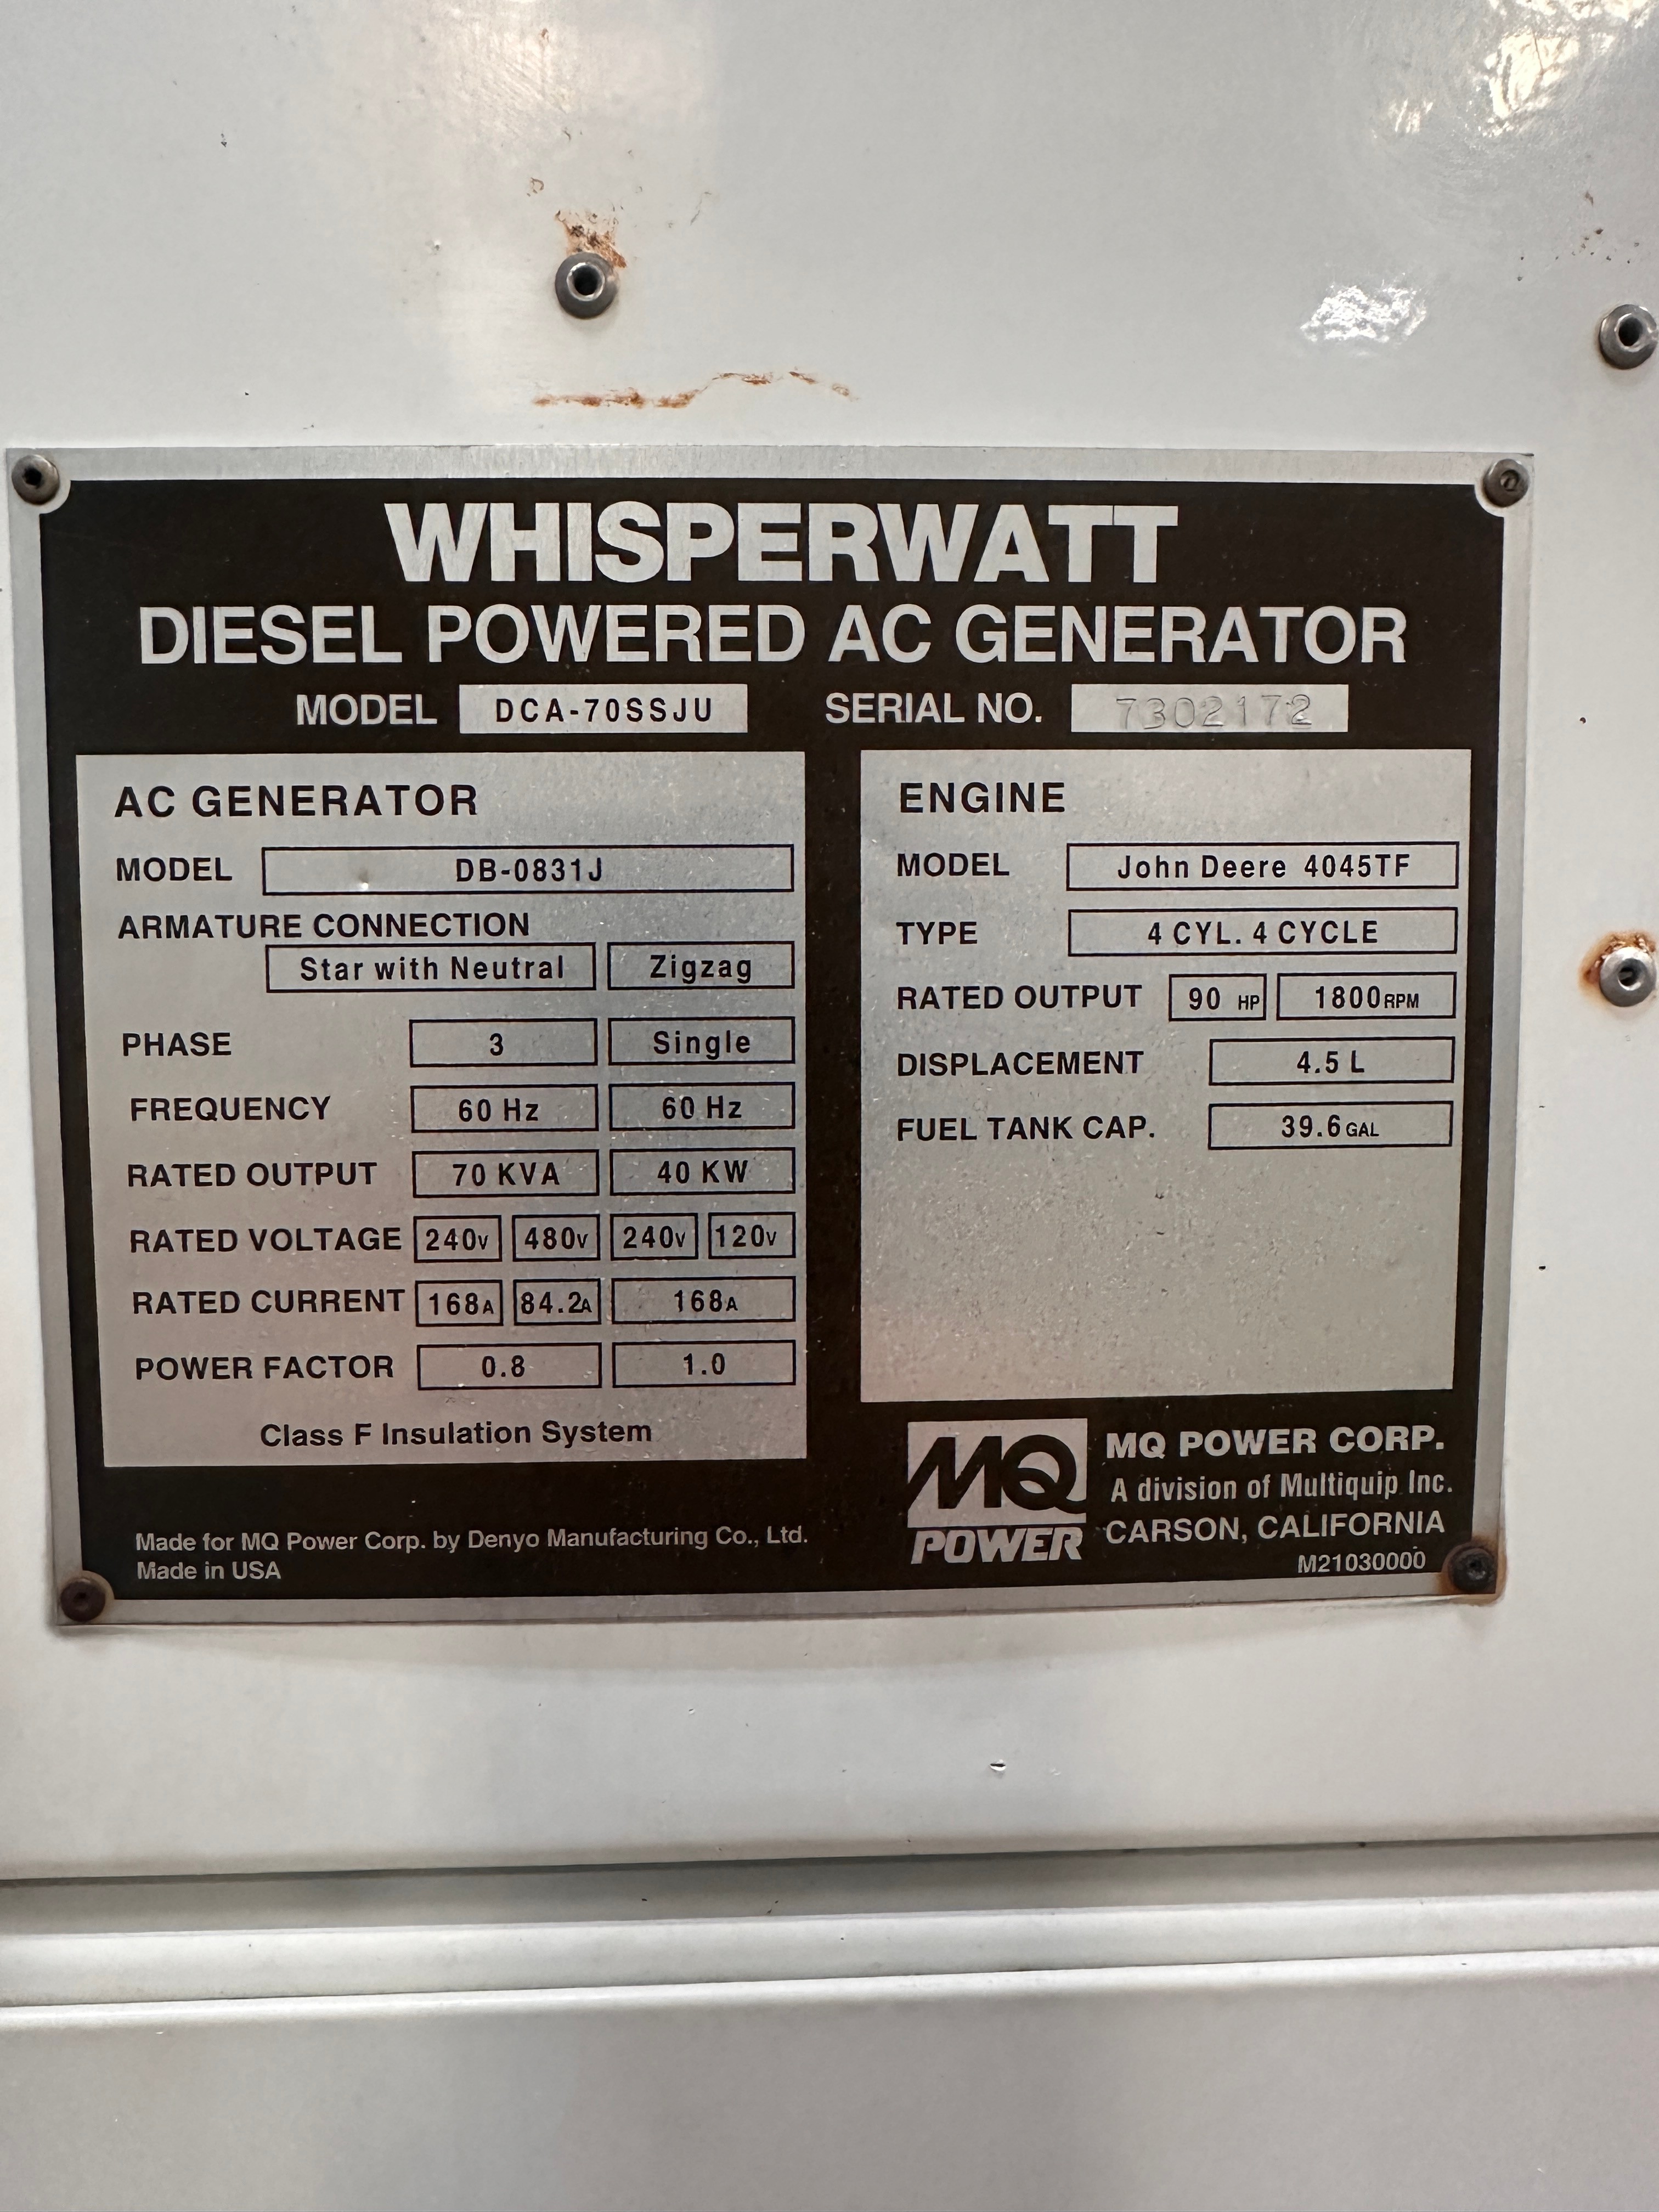 WHISPERWATT
DIESEL POWERED AC GENERATOR
MODEL DCA-70SSJU SERIAL NO. 7302172
AC GENERATOR
MODEL DB-0831J
ARMATURE CONNECTION
Star with Neutral Zigzag
PHASE 3 Single
FREQUENCY 60 Hz 60 Hz
RATED OUTPUT 70 KVA 40 KW
RATED VOLTAGE 240V 480V 240V 120V
RATED CURRENT 168A 84.2A 168A
POWER FACTOR 0.8 1.0
Class F Insulation System
ENGINE
MODEL John Deere 4045TF
TYPE 4 CYL. 4 CYCLE
RATED OUTPUT 90 HP 1800RPM
DISPLACEMENT 4.5 L
FUEL TANK CAP. 39.6 GAL
Made for MQ Power Corp. by Denyo Manufacturing Co., Ltd.
Made in USA
MQ
POWER
MQ POWER CORP.
A division of Multiquip Inc.
CARSON, CALIFORNIA
M21030000